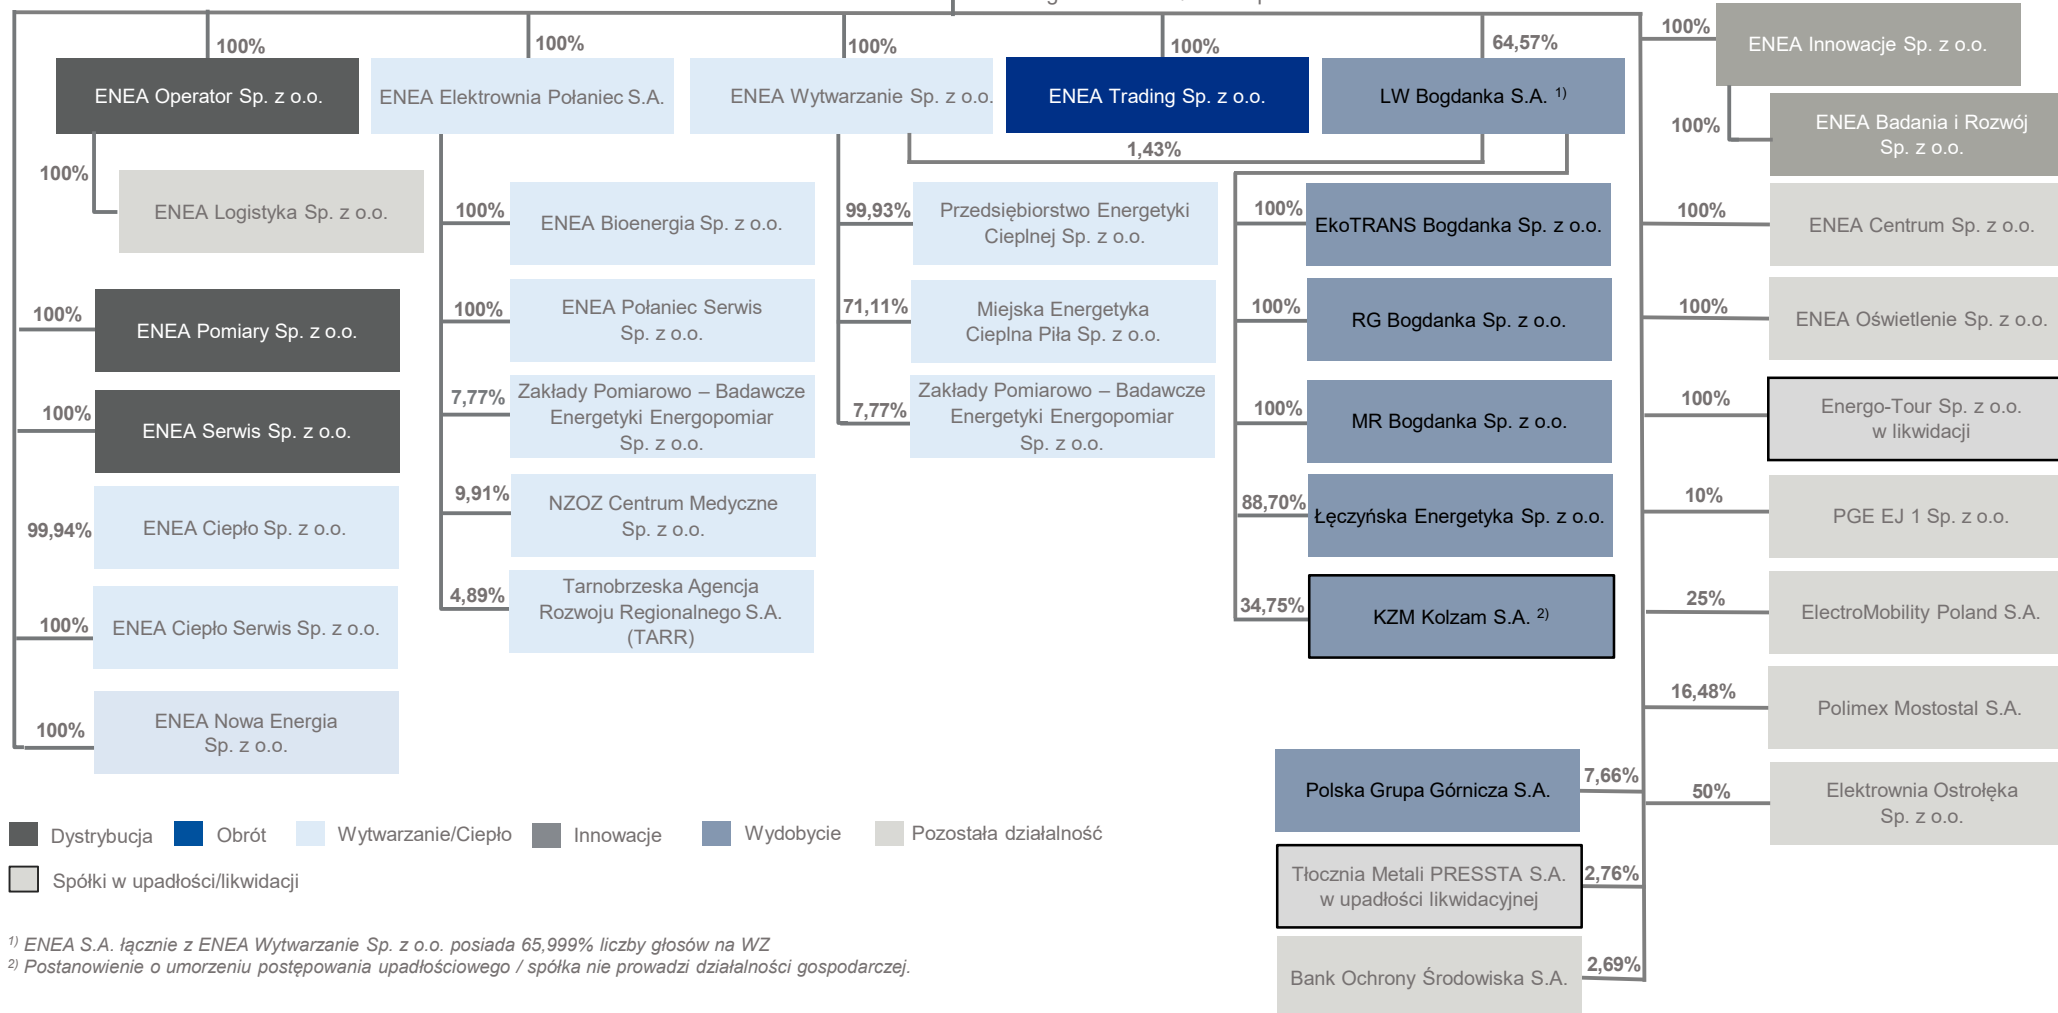 100%
100%
100%
100%
64,57%
100%
ENEA Innowacje Sp. z o.o.
ENEA Operator Sp. z o.o.
ENEA Elektrownia Połaniec S.A.
ENEA Wytwarzanie Sp. z o.o.
ENEA Trading Sp. z o.o.
LW Bogdanka S.A. 1)
100%
ENEA Badania i Rozwój
Sp. z o.o.
1,43%
100%
ENEA Logistyka Sp. z o.o.
100%
ENEA Bioenergia Sp. z o.o.
99,93%
Przedsiębiorstwo Energetyki
Cieplnej Sp. z o.o.
100%
EkoTRANS Bogdanka Sp. z o.o.
100%
ENEA Centrum Sp. z o.o.
100%
ENEA Pomiary Sp. z o.o.
100%
ENEA Połaniec Serwis
Sp. z o.o.
71,11%
Miejska Energetyka
Cieplna Piła Sp. z o.o.
100%
RG Bogdanka Sp. z o.o.
100%
ENEA Oświetlenie Sp. z o.o.
100%
ENEA Serwis Sp. z o.o.
7,77%
Zakłady Pomiarowo – Badawcze
Energetyki Energopomiar
Sp. z o.o.
7,77%
Zakłady Pomiarowo – Badawcze
Energetyki Energopomiar
Sp. z o.o.
100%
MR Bogdanka Sp. z o.o.
100%
Energo-Tour Sp. z o.o.
w likwidacji
99,94%
ENEA Ciepło Sp. z o.o.
9,91%
NZOZ Centrum Medyczne
Sp. z o.o.
88,70%
Łęczyńska Energetyka Sp. z o.o.
10%
PGE EJ 1 Sp. z o.o.
100%
ENEA Ciepło Serwis Sp. z o.o.
4,89%
Tarnobrzeska Agencja
Rozwoju Regionalnego S.A.
(TARR)
34,75%
KZM Kolzam S.A. 2)
25%
ElectroMobility Poland S.A.
100%
ENEA Nowa Energia
Sp. z o.o.
16,48%
Polimex Mostostal S.A.
Polska Grupa Górnicza S.A.
7,66%
50%
Elektrownia Ostrołęka
Sp. z o.o.
Dystrybucja
Obrót
Wytwarzanie/Ciepło
Innowacje
Wydobycie
Pozostała działalność
Spółki w upadłości/likwidacji
Tłocznia Metali PRESSTA S.A.
w upadłości likwidacyjnej
2,76%
1) ENEA S.A. łącznie z ENEA Wytwarzanie Sp. z o.o. posiada 65,999% liczby głosów na WZ
2) Postanowienie o umorzeniu postępowania upadłościowego / spółka nie prowadzi działalności gospodarczej.
Bank Ochrony Środowiska S.A.
2,69%